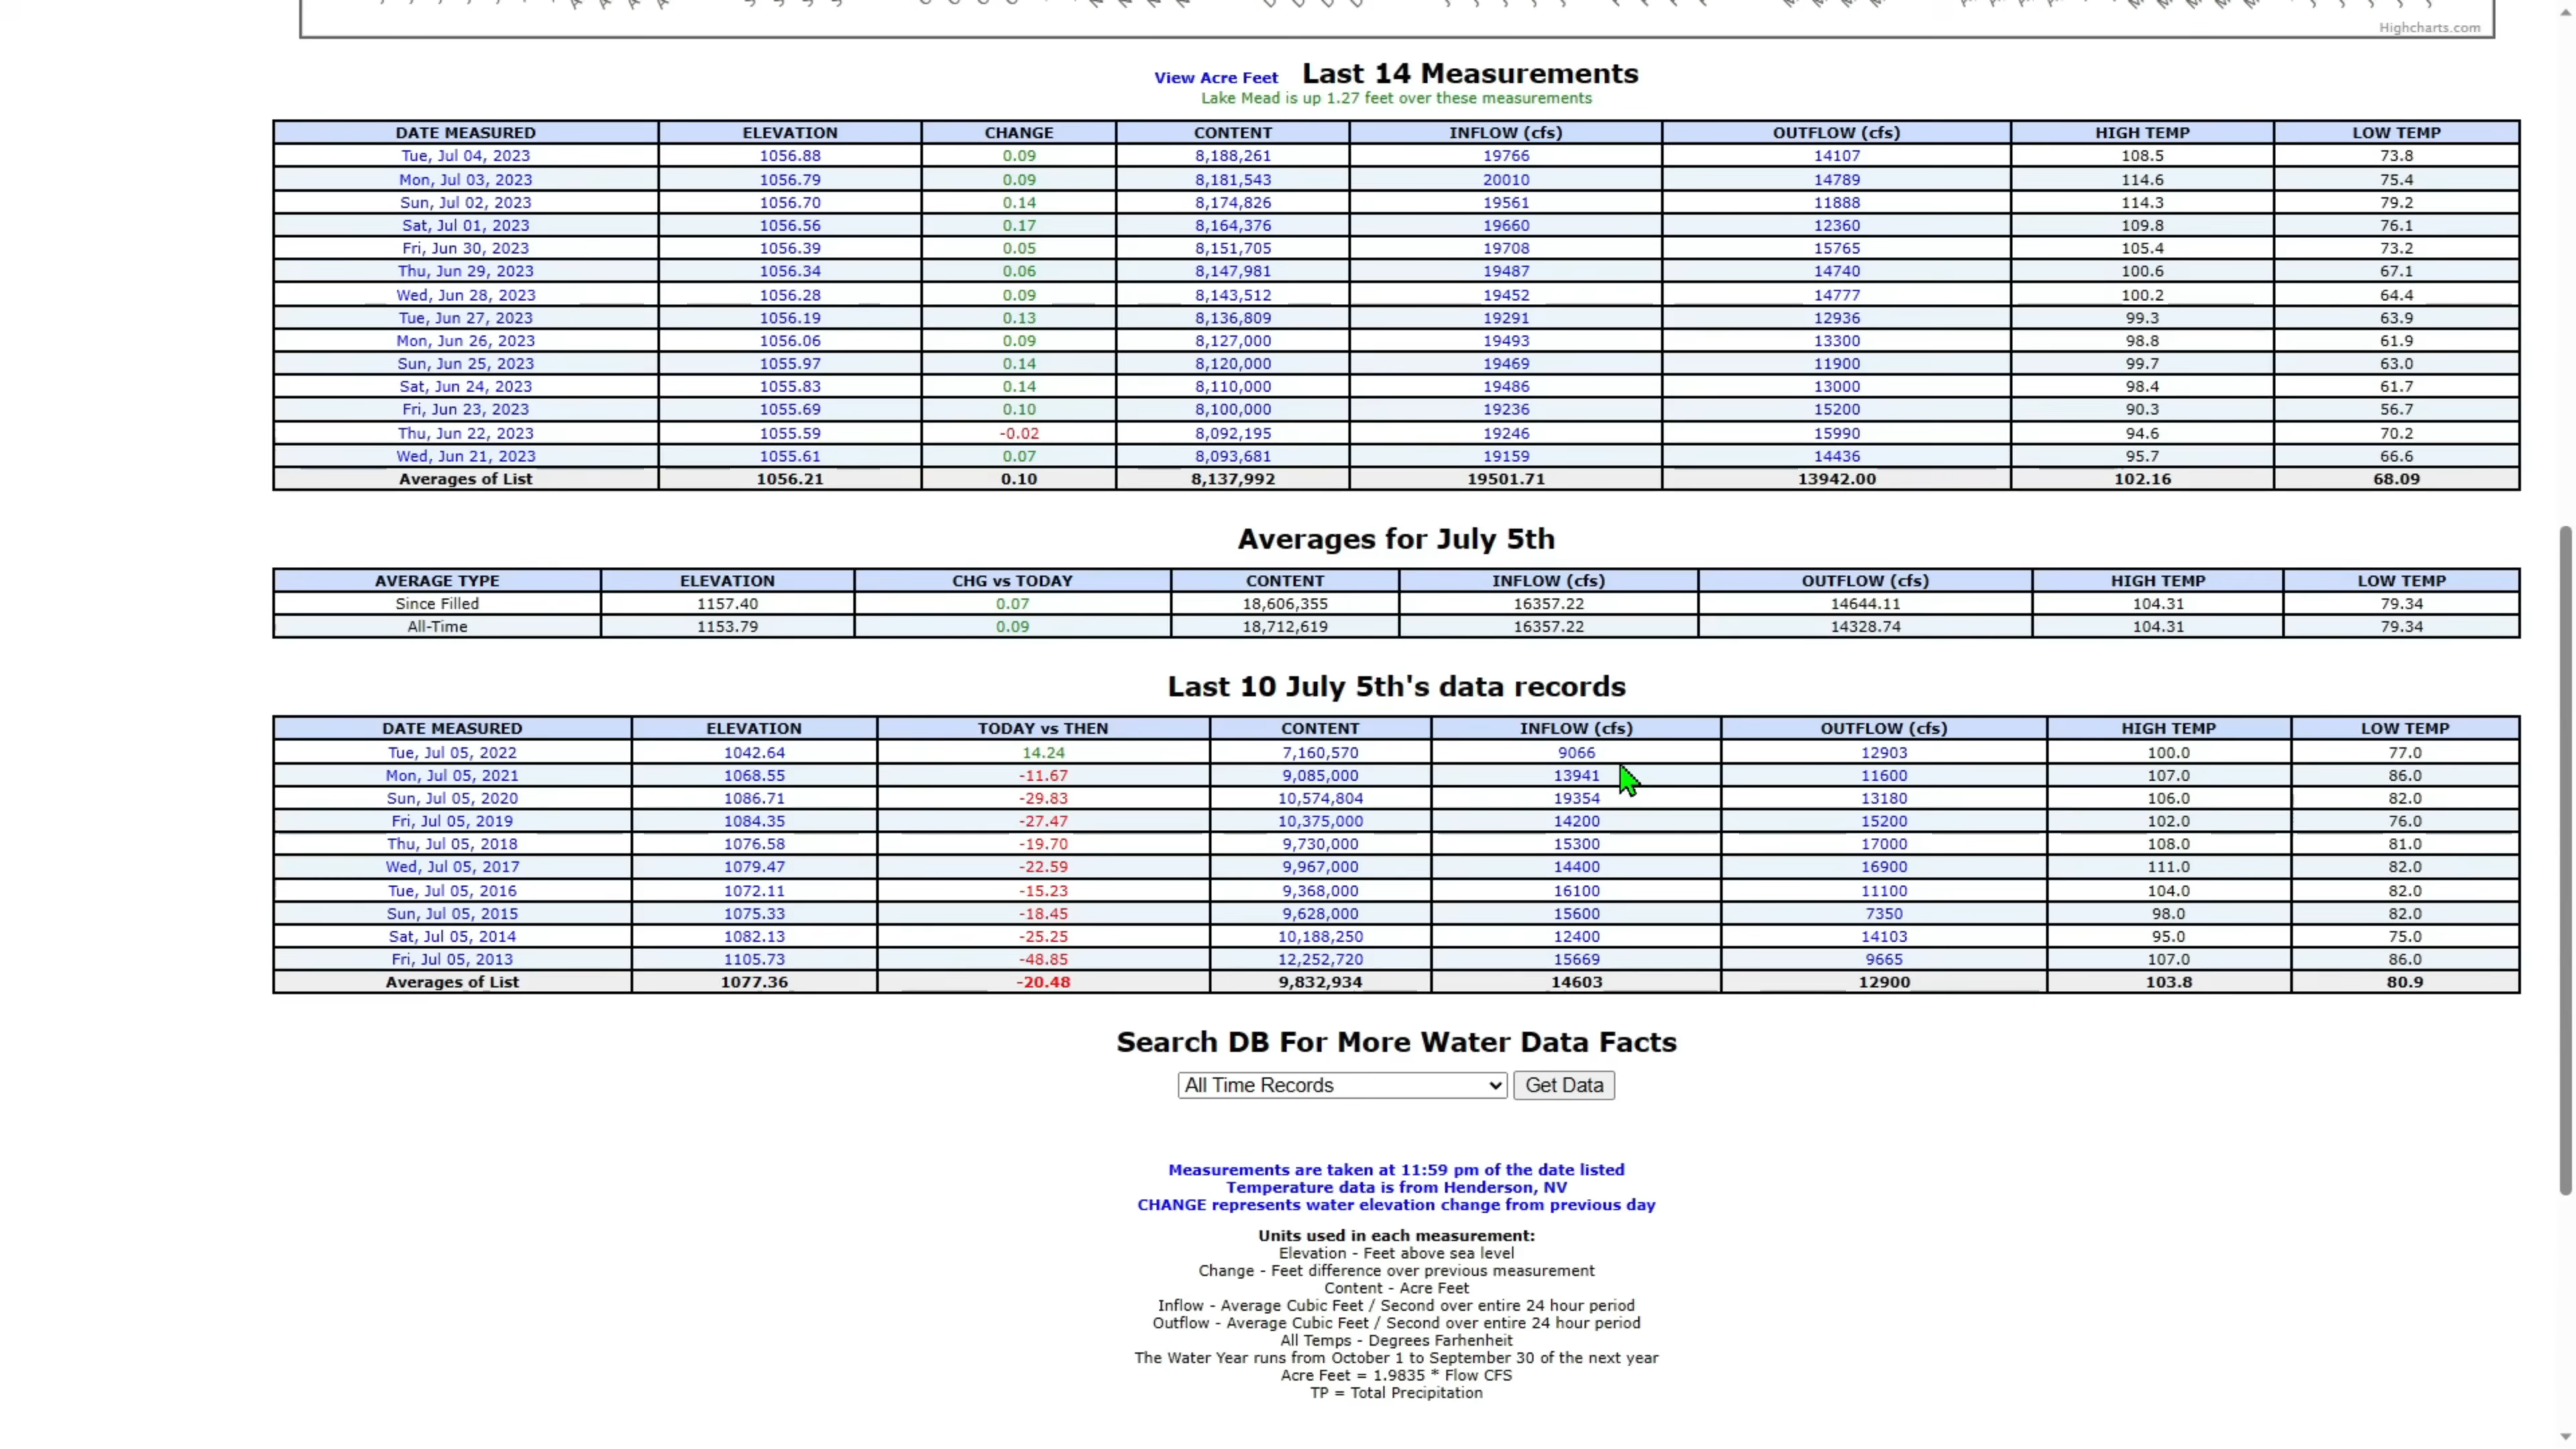 Highcharts.com
View Acre Feet Last 14 Measurements
Lake Mead is up 1.27 feet over these measurements
DATE MEASURED ELEVATION CHANGE CONTENT INFLOW (cfs) OUTFLOW (cfs) HIGH TEMP LOW TEMP
Tue, Jul 04, 2023 1056.88 0.09 8,188,261 19766 14107 108.5 73.8
Mon, Jul 03, 2023 1056.79 0.09 8,181,543 20010 14789 114.6 75.4
Sun, Jul 02, 2023 1056.70 0.14 8,174,826 19561 11888 114.3 79.2
Sat, Jul 01, 2023 1056.56 0.17 8,164,376 19660 12360 109.8 76.1
Fri, Jun 30, 2023 1056.39 0.05 8,151,705 19708 15765 105.4 73.2
Thu, Jun 29, 2023 1056.34 0.06 8,147,981 19487 14740 100.6 67.1
Wed, Jun 28, 2023 1056.28 0.09 8,143,512 19452 14777 100.2 64.4
Tue, Jun 27, 2023 1056.19 0.13 8,136,809 19291 12936 99.3 63.9
Mon, Jun 26, 2023 1056.06 0.09 8,127,000 19493 13300 98.8 61.9
Sun, Jun 25, 2023 1055.97 0.14 8,120,000 19469 11900 99.7 63.0
Sat, Jun 24, 2023 1055.83 0.14 8,110,000 19486 13000 98.4 61.7
Fri, Jun 23, 2023 1055.69 0.10 8,100,000 19236 15200 90.3 56.7
Thu, Jun 22, 2023 1055.59 -0.02 8,092,195 19246 15990 94.6 70.2
Wed, Jun 21, 2023 1055.61 0.07 8,093,681 19159 14436 95.7 66.6
Averages of List 1056.21 0.10 8,137,992 19501.71 13942.00 102.16 68.09
Averages for July 5th
AVERAGE TYPE ELEVATION CHG vs TODAY CONTENT INFLOW (cfs) OUTFLOW (cfs) HIGH TEMP LOW TEMP
Since Filled 1157.40 0.07 18,606,355 16357.22 14644.11 104.31 79.34
All-Time 1153.79 0.09 18,712,619 16357.22 14328.74 104.31 79.34
Last 10 July 5th's data records
DATE MEASURED ELEVATION TODAY vs THEN CONTENT INFLOW (cfs) OUTFLOW (cfs) HIGH TEMP LOW TEMP
Tue, Jul 05, 2022 1042.64 14.24 7,160,570 9066 12903 100.0 77.0
Mon, Jul 05, 2021 1068.55 -11.67 9,085,000 13941 11600 107.0 86.0
Sun, Jul 05, 2020 1086.71 -29.83 10,574,804 19354 13180 106.0 82.0
Fri, Jul 05, 2019 1084.35 -27.47 10,375,000 14200 15200 102.0 76.0
Thu, Jul 05, 2018 1076.58 -19.70 9,730,000 15300 17000 108.0 81.0
Wed, Jul 05, 2017 1079.47 -22.59 9,967,000 14400 16900 111.0 82.0
Tue, Jul 05, 2016 1072.11 -15.23 9,368,000 16100 11100 104.0 82.0
Sun, Jul 05, 2015 1075.33 -18.45 9,628,000 15600 7350 98.0 82.0
Sat, Jul 05, 2014 1082.13 -25.25 10,188,250 12400 14103 95.0 75.0
Fri, Jul 05, 2013 1105.73 -48.85 12,252,720 15669 9665 107.0 86.0
Averages of List 1077.36 -20.48 9,832,934 14603 12900 103.8 80.9
Search DB For More Water Data Facts
All Time Records Get Data
Measurements are taken at 11:59 pm of the date listed
Temperature data is from Henderson, NV
CHANGE represents water elevation change from previous day
Units used in each measurement:
Elevation - Feet above sea level
Change - Feet difference over previous measurement
Content - Acre Feet
Inflow - Average Cubic Feet / Second over entire 24 hour period
Outflow - Average Cubic Feet / Second over entire 24 hour period
All Temps - Degrees Farhenheit
The Water Year runs from October 1 to September 30 of the next year
Acre Feet = 1.9835 * Flow CFS
TP = Total Precipitation